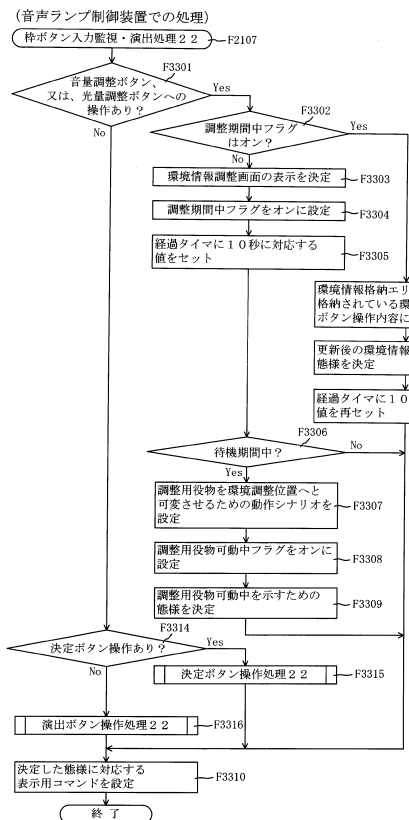 (音声ランプ制御装置での処理)
枠ボタン入力監視・演出処理22
F2107
F3301
音量調整ボタン、
又は、光量調整ボタンへの
操作あり?
Yes
No
F3302
調整期間中フラグ
はオン?
Yes
No
環境情報調整画面の表示を決定
F3303
調整期間中フラグをオンに設定
F3304
経過タイマに10秒に対応する
値をセット
F3305
環境情報格納エリ
格納されている環
ボタン操作内容に
更新後の環境情報
態様を決定
経過タイマに10
値を再セット
F3306
待機期間中?
No
Yes
調整用役物を環境調整位置へと
可変させるための動作シナリオを
設定
F3307
調整用役物可動中フラグをオンに
設定
F3308
調整用役物可動中を示すための
態様を決定
F3309
F3314
決定ボタン操作あり?
Yes
No
決定ボタン操作処理22
F3315
演出ボタン操作処理22
F3316
決定した態様に対応する
表示用コマンドを設定
F3310
終了